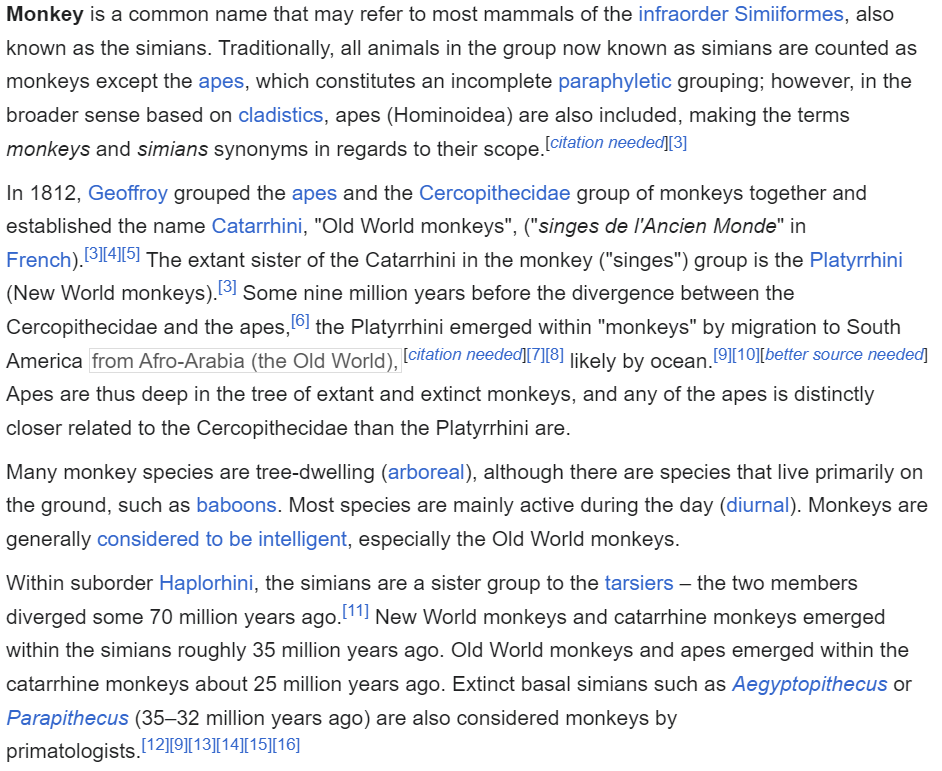 Monkey is a common name that may refer to most mammals of the infraorder Simiiformes, also
known as the simians. Traditionally, all animals in the group now known as simians are counted as
monkeys except the apes, which constitutes an incomplete paraphyletic grouping; however, in the
broader sense based on cladistics, apes (Hominoidea) are also included, making the terms
monkeys and simians synonyms in regards to their scope.[citation needed][3]
In 1812, Geoffroy grouped the apes and the Cercopithecidae group of monkeys together and
established the name Catarrhini, "Old World monkeys", ("singes de l'Ancien Monde" in
French).[3][4][5] The extant sister of the Catarrhini in the monkey ("singes") group is the Platyrrhini
(New World monkeys).[3] Some nine million years before the divergence between the
Cercopithecidae and the apes,[6] the Platyrrhini emerged within "monkeys" by migration to South
America from Afro-Arabia (the Old World),[citation needed][7][8] likely by ocean.[9][10][better source needed]
Apes are thus deep in the tree of extant and extinct monkeys, and any of the apes is distinctly
closer related to the Cercopithecidae than the Platyrrhini are.
Many monkey species are tree-dwelling (arboreal), although there are species that live primarily on
the ground, such as baboons. Most species are mainly active during the day (diurnal). Monkeys are
generally considered to be intelligent, especially the Old World monkeys.
Within suborder Haplorhini, the simians are a sister group to the tarsiers – the two members
diverged some 70 million years ago.[11] New World monkeys and catarrhine monkeys emerged
within the simians roughly 35 million years ago. Old World monkeys and apes emerged within the
catarrhine monkeys about 25 million years ago. Extinct basal simians such as Aegyptopithecus or
Parapithecus (35–32 million years ago) are also considered monkeys by
primatologists.[12][9][13][14][15][16]